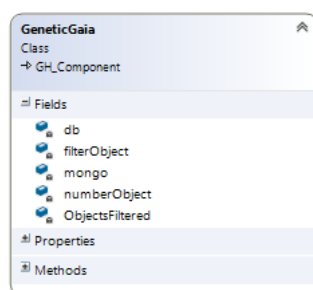 GeneticGaia
Class
GH_Component
Fields
db
filterObject
mongo
numberObject
ObjectsFiltered
Properties
Methods